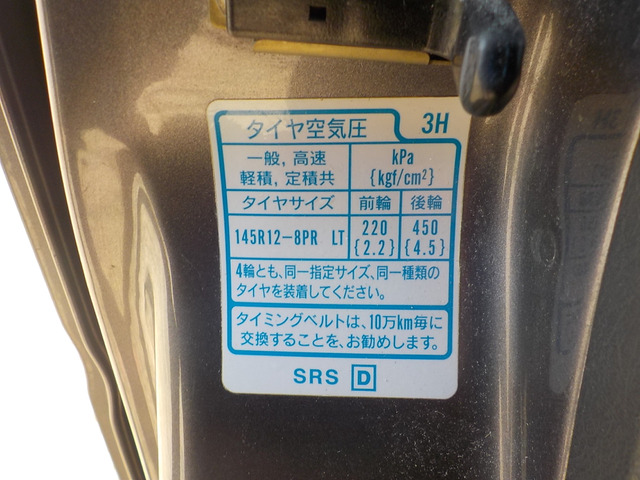 タイヤ空気圧 3H
一般, 高速 kPa
軽積, 定積共 {kgf/cm²}
タイヤサイズ 前輪 後輪
145R12-8PR LT 220 450
{2.2} {4.5}
4輪とも、同一指定サイズ、同一種類の
タイヤを装着してください。
タイミングベルトは、10万km毎に
交換することを、お勧めします。
SRS D